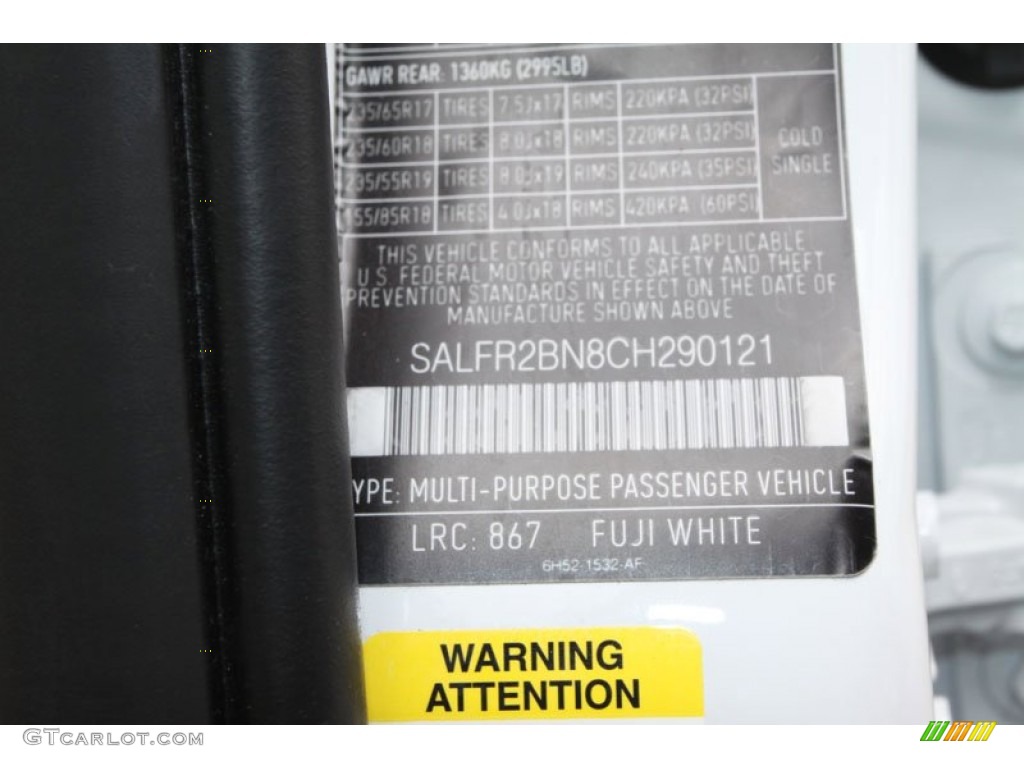 GAWR REAR: 1360KG (2995LB)
235/65R17 TIRES 7.5Jx17 RIMS 220KPA (32PSI)
235/60R18 TIRES 8.0Jx18 RIMS 220KPA (32PSI)
235/55R19 TIRES 8.0Jx19 RIMS 240KPA (35PSI)
155/85R18 TIRES 4.0Jx18 RIMS 420KPA (60PSI)
COLD
SINGLE
THIS VEHICLE CONFORMS TO ALL APPLICABLE
U.S. FEDERAL MOTOR VEHICLE SAFETY AND THEFT
PREVENTION STANDARDS IN EFFECT ON THE DATE OF
MANUFACTURE SHOWN ABOVE
SALFR2BN8CH290121
YPE: MULTI-PURPOSE PASSENGER VEHICLE
LRC: 867 FUJI WHITE
6H52-1532-AF
WARNING
ATTENTION
GTCARLOT.COM